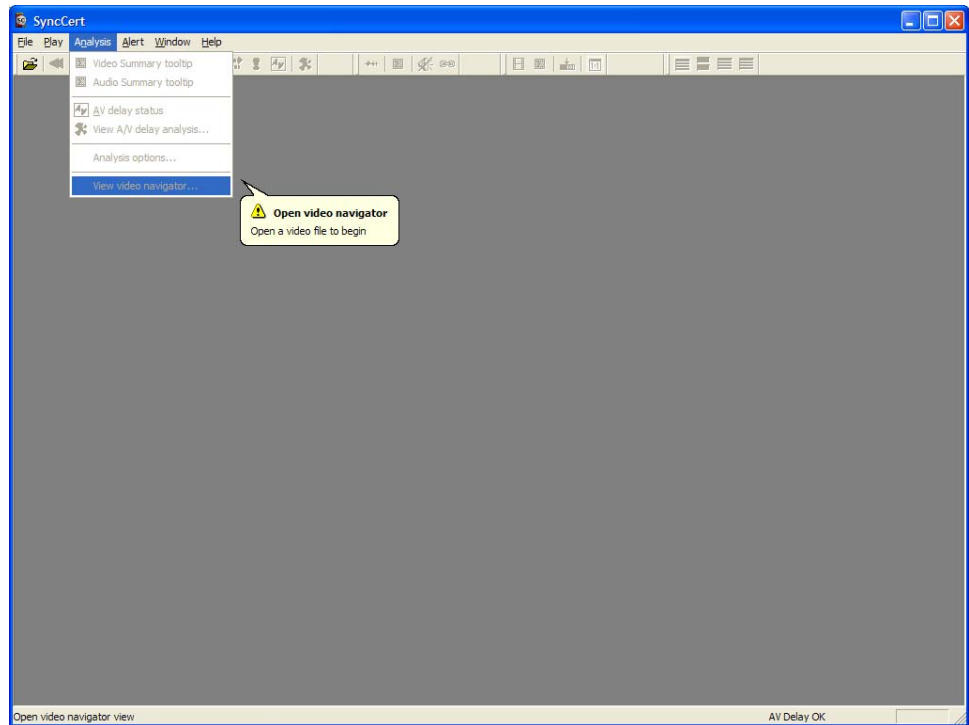 SyncCert
File Play Analysis Alert Window Help
Video Summary tooltip
Audio Summary tooltip
AV delay status
View A/V delay analysis...
Analysis options...
View video navigator...
Open video navigator
Open a video file to begin
Open video navigator view
AV Delay OK